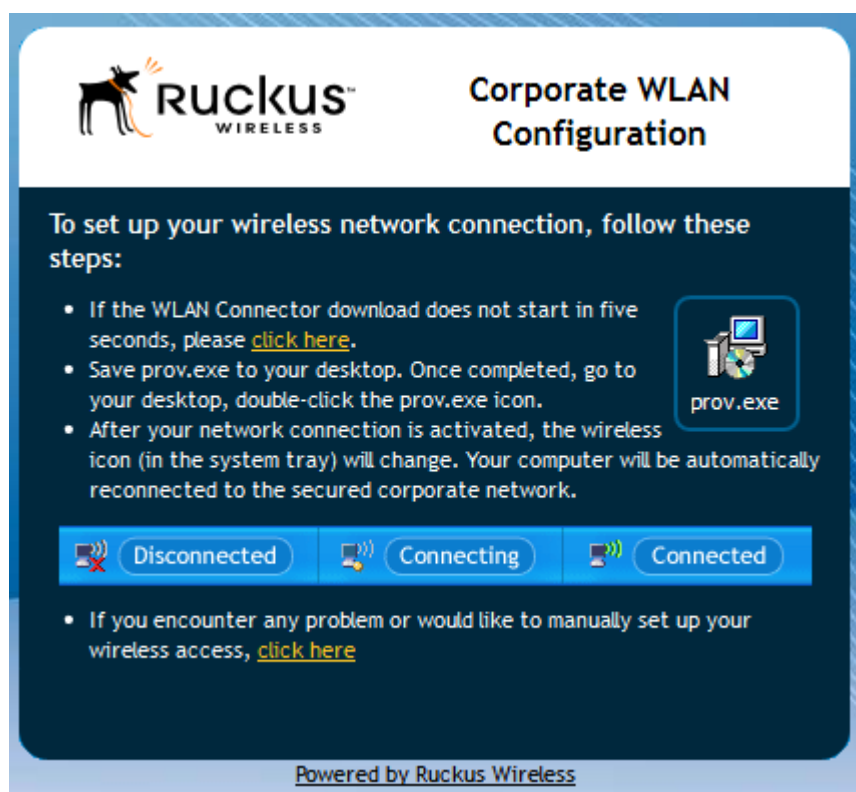 RUCKUS™
WIRELESS
Corporate WLAN
Configuration
To set up your wireless network connection, follow these
steps:
• If the WLAN Connector download does not start in five
seconds, please click here.
• Save prov.exe to your desktop. Once completed, go to
your desktop, double-click the prov.exe icon.
prov.exe
• After your network connection is activated, the wireless
icon (in the system tray) will change. Your computer will be automatically
reconnected to the secured corporate network.
Disconnected
Connecting
Connected
• If you encounter any problem or would like to manually set up your
wireless access, click here
Powered by Ruckus Wireless